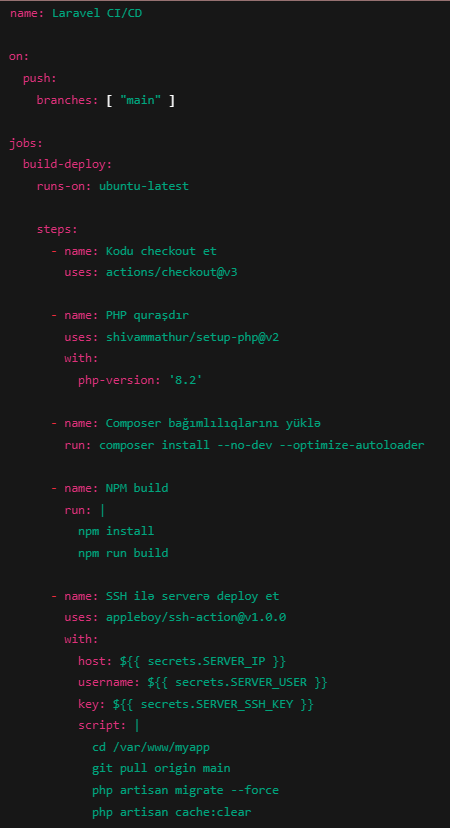 name: Laravel CI/CD
on:
push:
branches: [ "main" ]
jobs:
build-deploy:
runs-on: ubuntu-latest
steps:
- name: Kodu checkout et
uses: actions/checkout@v3
- name: PHP quraşdır
uses: shivammathur/setup-php@v2
with:
php-version: '8.2'
- name: Composer bağımlılıqlarını yüklə
run: composer install --no-dev --optimize-autoloader
- name: NPM build
run: |
npm install
npm run build
- name: SSH ilə serverə deploy et
uses: appleboy/ssh-action@v1.0.0
with:
host: ${{ secrets.SERVER_IP }}
username: ${{ secrets.SERVER_USER }}
key: ${{ secrets.SERVER_SSH_KEY }}
script: |
cd /var/www/myapp
git pull origin main
php artisan migrate --force
php artisan cache:clear